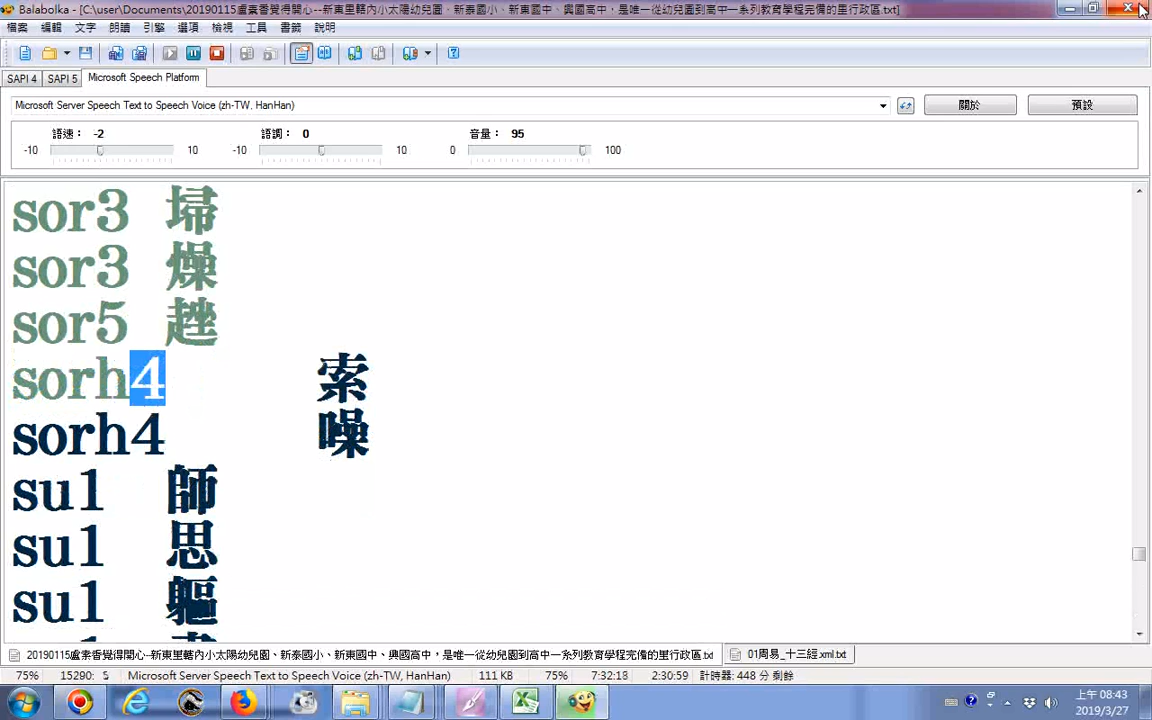 Balabolka - [C:\user\Documents\20190115盧素香覺得開心--新東里轄內小太陽幼兒園、新泰國小、新東國中、興國高中，是唯一從幼兒園到高中一系列教育學程完備的里行政區.txt]
檔案 編輯 文字 朗讀 引擎 選項 檢視 工具 書籤 說明
SAPI 4 SAPI 5 Microsoft Speech Platform
Microsoft Server Speech Text to Speech Voice (zh-TW, HanHan) 關於 預設
語速： -2 語調： 0 音量： 95
-10 10 -10 10 0 100
sor3 埽
sor3 燥
sor5 趖
sorh4 索
sorh4 噪
su1 師
su1 思
su1 軀
20190115盧素香覺得開心--新東里轄內小太陽幼兒園、新泰國小、新東國中、興國高中，是唯一從幼兒園到高中一系列教育學程完備的里行政區.txt 01周易_十三經.xml.txt
75% 15290: 5 Microsoft Server Speech Text to Speech Voice (zh-TW, HanHan) 111 KB 75% 7:32:18 2:30:59 計時器: 448 分 剩餘
上午 08:43
2019/3/27